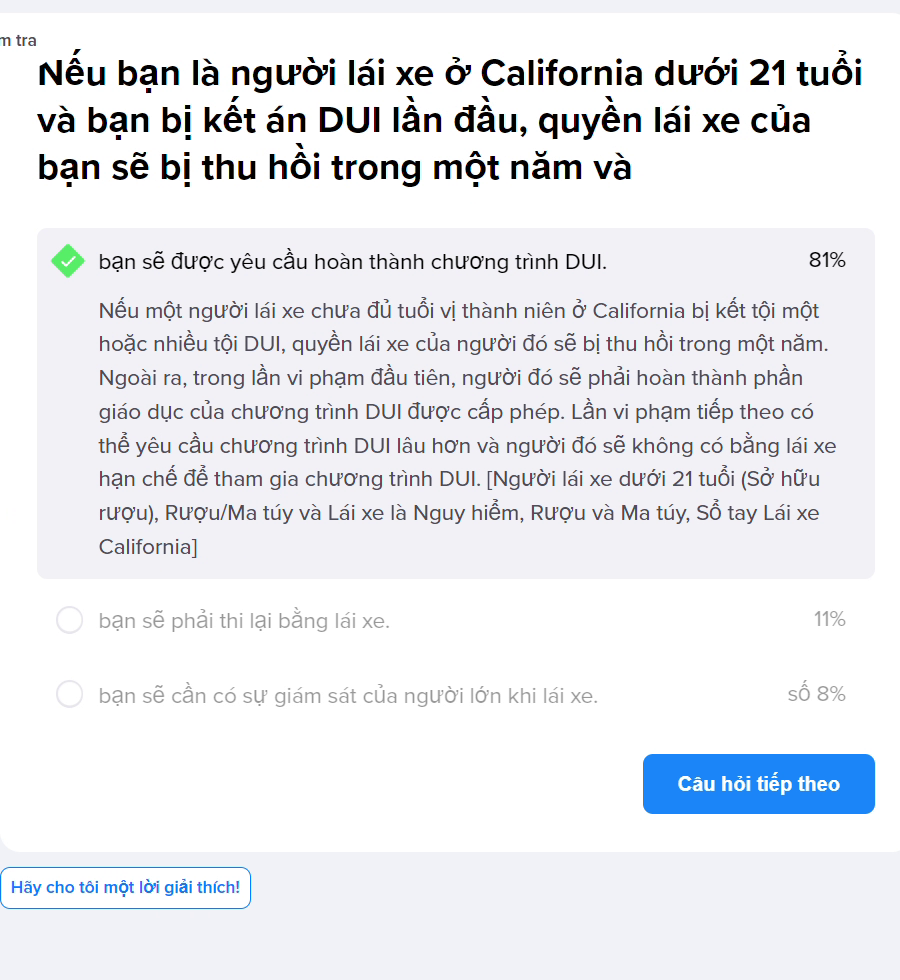 m tra
Nếu bạn là người lái xe ở California dưới 21 tuổi
và bạn bị kết án DUI lần đầu, quyền lái xe của
bạn sẽ bị thu hồi trong một năm và
bạn sẽ được yêu cầu hoàn thành chương trình DUI. 81%
Nếu một người lái xe chưa đủ tuổi vị thành niên ở California bị kết tội một
hoặc nhiều tội DUI, quyền lái xe của người đó sẽ bị thu hồi trong một năm.
Ngoài ra, trong lần vi phạm đầu tiên, người đó sẽ phải hoàn thành phần
giáo dục của chương trình DUI được cấp phép. Lần vi phạm tiếp theo có
thể yêu cầu chương trình DUI lâu hơn và người đó sẽ không có bằng lái xe
hạn chế để tham gia chương trình DUI. [Người lái xe dưới 21 tuổi (Sở hữu
rượu), Rượu/Ma túy và Lái xe là Nguy hiểm, Rượu và Ma túy, Sổ tay Lái xe
California]
bạn sẽ phải thi lại bằng lái xe. 11%
bạn sẽ cần có sự giám sát của người lớn khi lái xe. số 8%
Câu hỏi tiếp theo
Hãy cho tôi một lời giải thích!